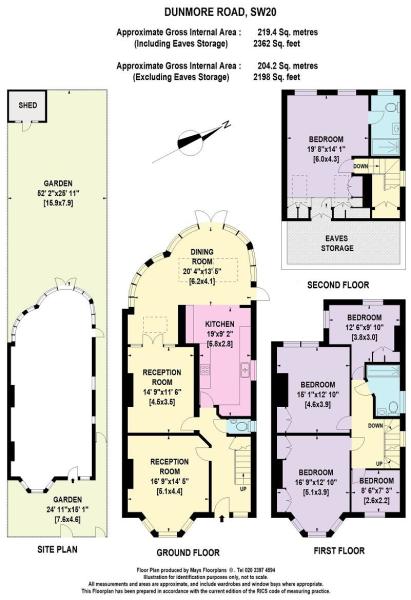 DUNMORE ROAD, SW20
Approximate Gross Internal Area : 219.4 Sq. metres
(Including Eaves Storage) 2362 Sq. feet
Approximate Gross Internal Area : 204.2 Sq. metres
(Excluding Eaves Storage) 2198 Sq. feet
SHED
GARDEN
52' 2"x25' 11"
[15.9x7.9]
GARDEN
24' 11"x15' 1"
[7.6x4.6]
SITE PLAN
N
DINING
ROOM
20' 4"x13' 5"
[6.2x4.1]
KITCHEN
19'x9' 2"
[5.8x2.8]
RECEPTION
ROOM
14' 9"x11' 6"
[4.5x3.5]
RECEPTION
ROOM
16' 9"x14' 5"
[5.1x4.4]
UP
GROUND FLOOR
BEDROOM
19' 8"x14' 1"
[6.0x4.3]
DOWN
EAVES
STORAGE
SECOND FLOOR
BEDROOM
12' 6"x9' 10"
[3.8x3.0]
BEDROOM
15' 1"x12' 10"
[4.6x3.9]
DOWN
UP
BEDROOM
16' 9"x12' 10"
[5.1x3.9]
BEDROOM
8' 6"x7' 3"
[2.6x2.2]
FIRST FLOOR
Floor Plan produced by Mays Floorplans © . Tel 020 3397 4594
Illustration for identification purposes only, not to scale.
All measurements and areas are approximate, and include wardrobes and window bays where appropriate.
This Floorplan has been prepared in accordance with the current edition of the RICS code of measuring practice.